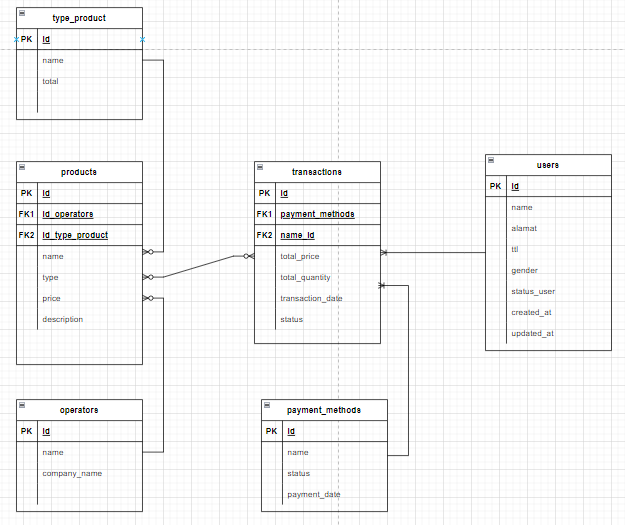 type_product
PK Id
name
total
products
PK Id
FK1 Id_operators
FK2 Id_type_product
name
type
price
description
transactions
PK Id
FK1 payment_methods
FK2 name_id
total_price
total_quantity
transaction_date
status
users
PK Id
name
alamat
ttl
gender
status_user
created_at
updated_at
operators
PK Id
name
company_name
payment_methods
PK Id
name
status
payment_date